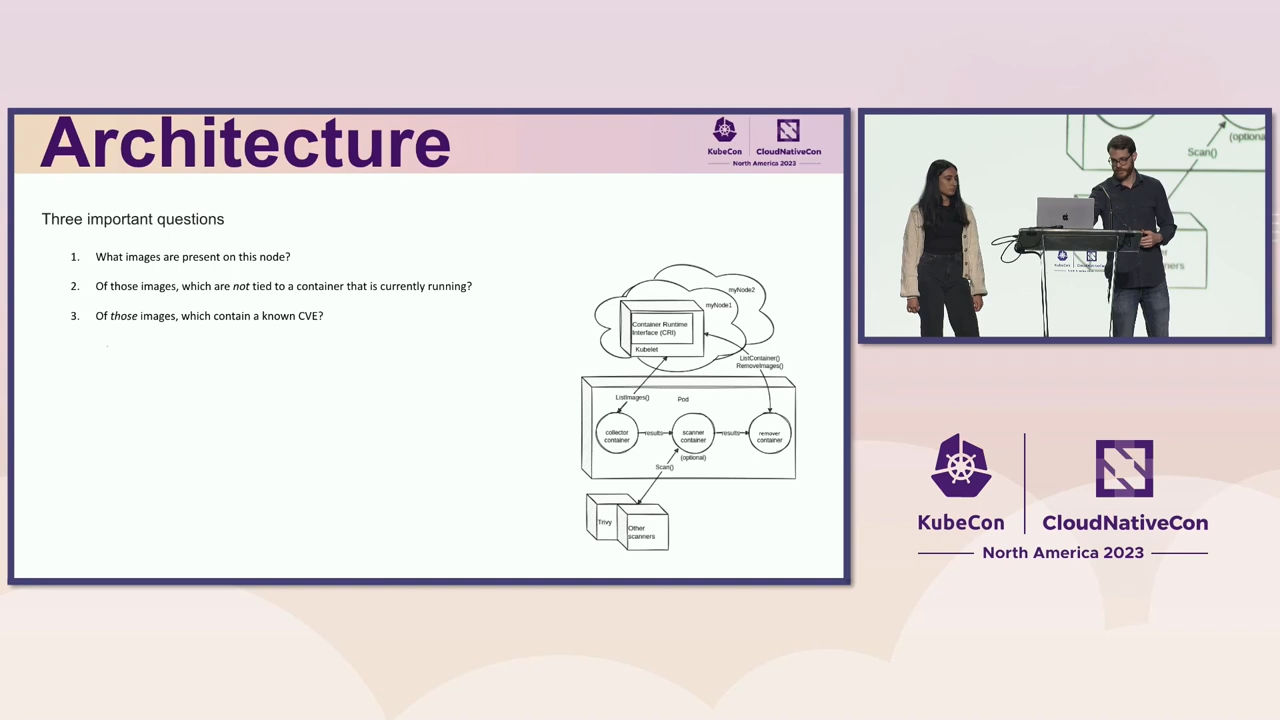 Architecture
KubeCon
CloudNativeCon
North America 2023
Three important questions
1. What images are present on this node?
2. Of those images, which are not tied to a container that is currently running?
3. Of those images, which contain a known CVE?
myNode2
myNode1
Container Runtime
Interface (CRI)
Kubelet
ListContainer()
RemoveImages()
ListImages()
Pod
collector
container
results
scanner
container
(optional)
results
remover
container
Scan()
Trivy
Other
scanners
(optional
Scan()
KubeCon
CloudNativeCon
North America 2023